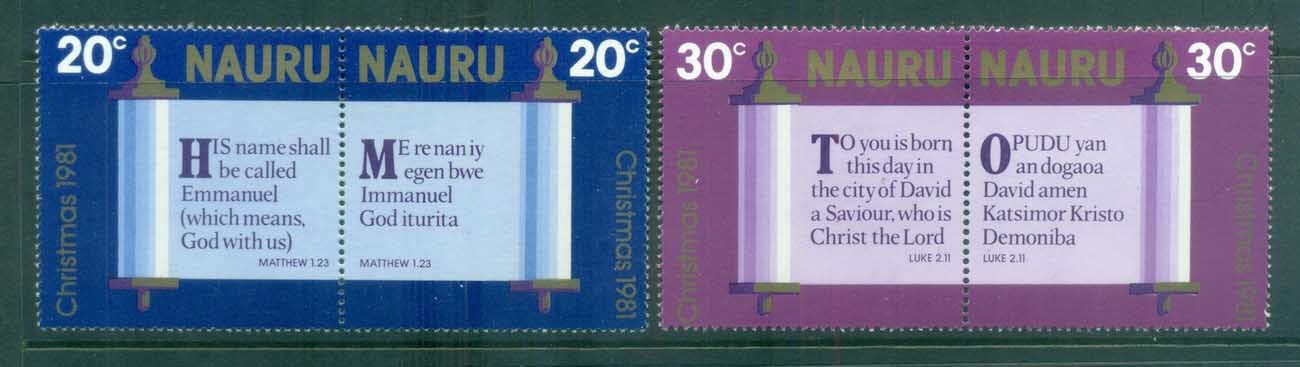 20c NAURU
Christmas 1981
HIS name shall
be called
Emmanuel
(which means,
God with us)
MATTHEW 1.23
NAURU 20c
ME re nan iy
egen bwe
Immanuel
God iturita
MATTHEW 1.23
Christmas 1981
30c NAURU
Christmas 1981
TO you is born
this day in
the city of David
a Saviour, who is
Christ the Lord
LUKE 2.11
NAURU 30c
OPUDU yan
an dogaoa
David amen
Katsimor Kristo
Demoniba
LUKE 2.11
Christmas 1981